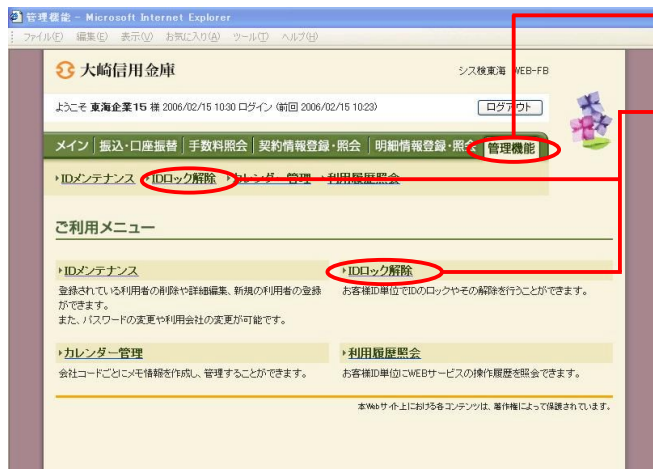 管理機能 - Microsoft Internet Explorer
ファイル(F) 編集(E) 表示(V) お気に入り(A) ツール(T) ヘルプ(H)
大崎信用金庫
シス検東海 WEB-FB
ようこそ 東海企業15 様 2006/02/15 10:30 ログイン (前回 2006/02/15 10:23)
ログアウト
メイン 振込・口座振替 手数料照会 契約情報登録・照会 明細情報登録・照会 管理機能
IDメンテナンス IDロック解除 カレンダー管理 利用履歴照会
ご利用メニュー
IDメンテナンス
登録されている利用者の削除や詳細編集、新規の利用者の登録
ができます。
また、パスワードの変更や利用会社の変更が可能です。
IDロック解除
お客様ID単位でIDのロックやその解除を行うことができます。
カレンダー管理
会社コードごとにメモ情報を作成し、管理することができます。
利用履歴照会
お客様ID単位にWEBサービスの操作履歴を照会できます。
本Webサイト上における各コンテンツは、著作権によって保護されています。